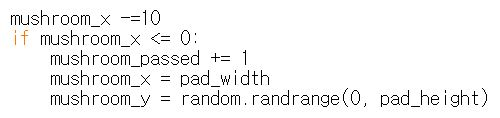 mushroom_x -=10
if mushroom_x <= 0:
    mushroom_passed += 1
    mushroom_x = pad_width
    mushroom_y = random.randrange(0, pad_height)